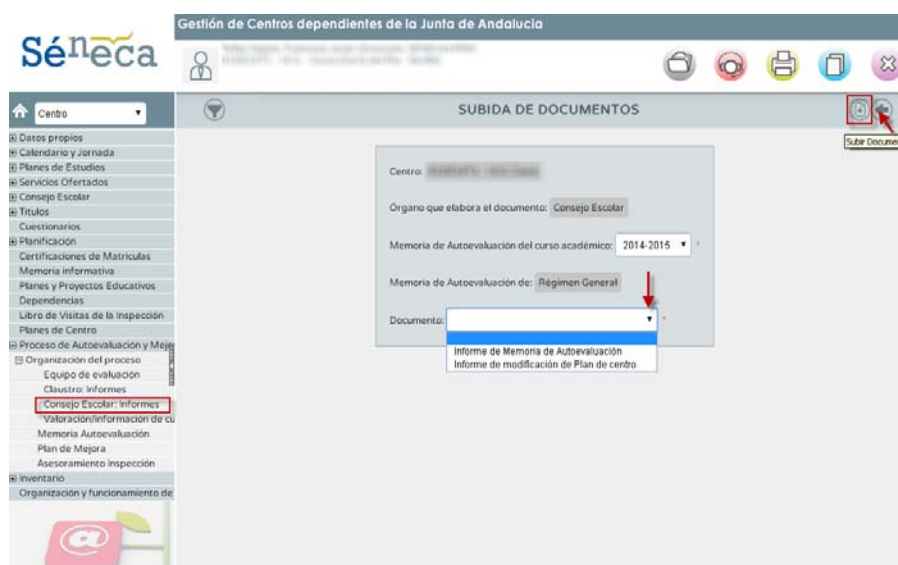 Gestión de Centros dependientes de la Junta de Andalucia
Séneca
Centro
SUBIDA DE DOCUMENTOS
Subir Docume
Datos propios
Calendario y Jornada
Planes de Estudios
Servicios Ofertados
Consejo Escolar
Titulos
Cuestionarios
Planificación
Certificaciones de Matriculas
Memoria informativa
Planes y Proyectos Educativos
Dependencias
Libro de Visitas de la Inspección
Planes de Centro
Proceso de Autoevaluación y Mejo
Organización del proceso
Equipo de evaluación
Claustro: Informes
Consejo Escolar: Informes
Valoración/información de cu
Memoria Autoevaluación
Plan de Mejora
Asesoramiento Inspección
Inventario
Organización y funcionamiento de
Centro:
Órgano que elabora el documento: Consejo Escolar
Memoria de Autoevaluación del curso académico: 2014-2015 *
Memoria de Autoevaluación de: Régimen General
Documento: *
Informe de Memoria de Autoevaluación
Informe de modificación de Plan de centro
@